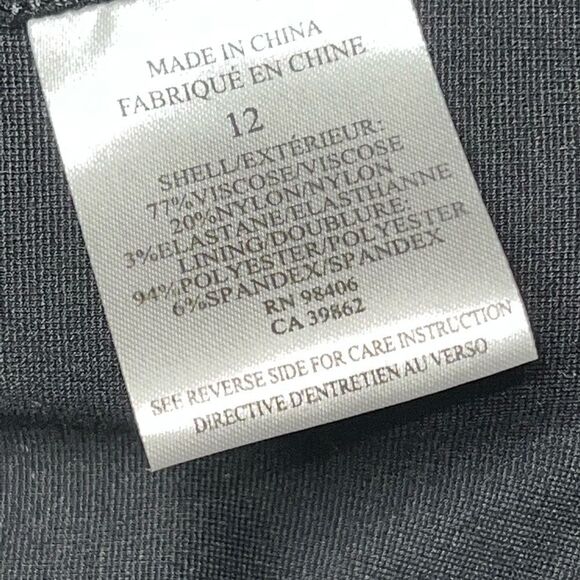 MADE IN CHINA
FABRIQUÉ EN CHINE
12
SHELL/EXTÉRIEUR:
77%VISCOSE/VISCOSE
20%NYLON/NYLON
3%ELASTANE/ELASTHANNE
LINING/DOUBLURE:
94%POLYESTER/POLYESTER
6%SPANDEX/SPANDEX
RN 98406
CA 39862
SEE REVERSE SIDE FOR CARE INSTRUCTION
DIRECTIVE D'ENTRETIEN AU VERSO